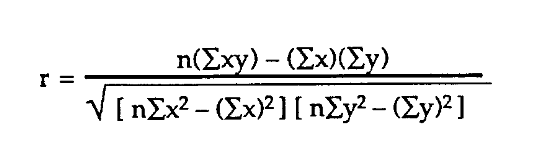 r = n(∑xy) – (∑x)(∑y) / √[ n∑x² – (∑x)² ] [ n∑y² – (∑y)² ]